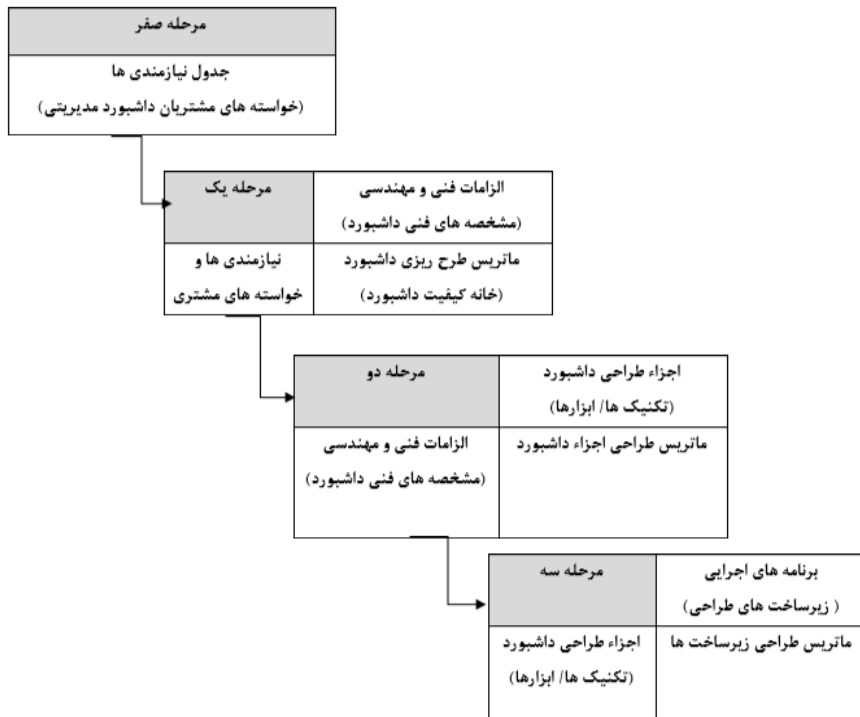 مرحله صفر
جدول نیازمندی ها
(خواسته های مشتریان داشبورد مدیریتی)
مرحله یک
الزامات فنی و مهندسی
(مشخصه های فنی داشبورد)
نیازمندی ها و
خواسته های مشتری
ماتریس طرح ریزی داشبورد
(خانه کیفیت داشبورد)
مرحله دو
اجزاء طراحی داشبورد
(تکنیک ها/ ابزارها)
الزامات فنی و مهندسی
(مشخصه های فنی داشبورد)
ماتریس طراحی اجزاء داشبورد
مرحله سه
برنامه های اجرایی
( زیرساخت های طراحی)
اجزاء طراحی داشبورد
(تکنیک ها/ ابزارها)
ماتریس طراحی زیرساخت ها